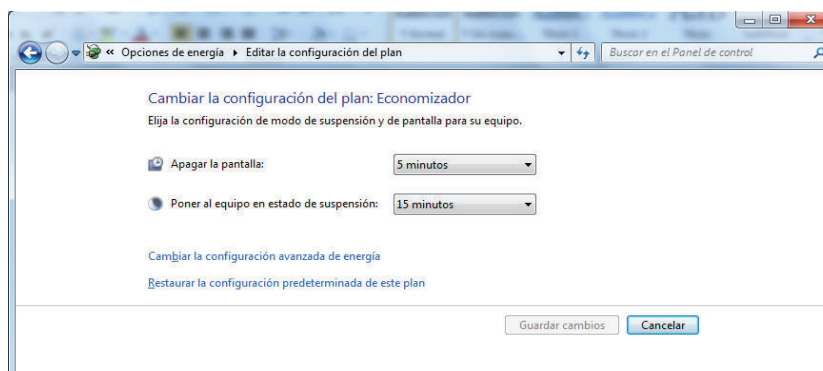 « Opciones de energía ▸ Editar la configuración del plan
Buscar en el Panel de control
Cambiar la configuración del plan: Economizador
Elija la configuración de modo de suspensión y de pantalla para su equipo.
Apagar la pantalla: 5 minutos
Poner al equipo en estado de suspensión: 15 minutos
Cambiar la configuración avanzada de energía
Restaurar la configuración predeterminada de este plan
Guardar cambios Cancelar